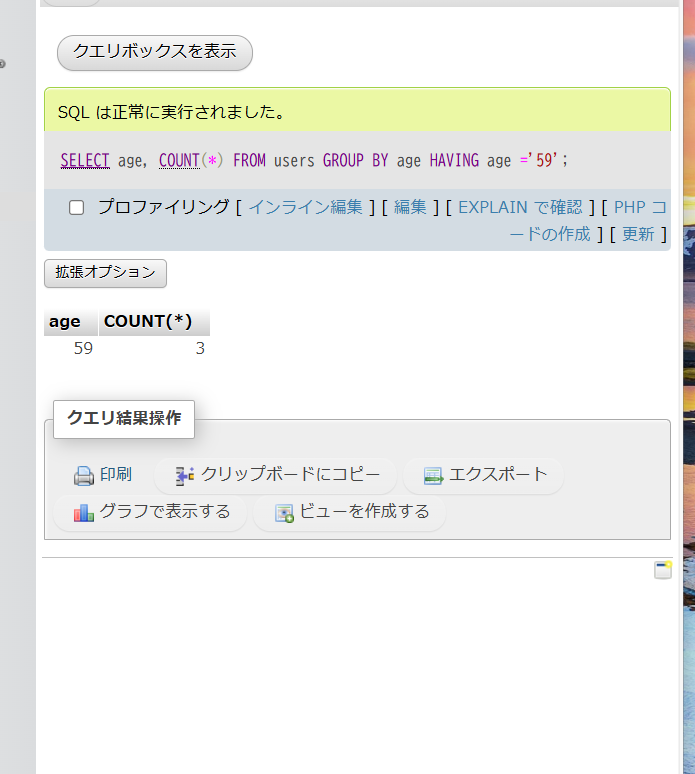 クエリボックスを表示
SQL は正常に実行されました。
SELECT age, COUNT(*) FROM users GROUP BY age HAVING age ='59';
プロファイリング [ インライン編集 ] [ 編集 ] [ EXPLAIN で確認 ] [ PHP コ
ードの作成 ] [ 更新 ]
拡張オプション
age COUNT(*)
59 3
クエリ結果操作
印刷 クリップボードにコピー エクスポート
グラフで表示する ビューを作成する